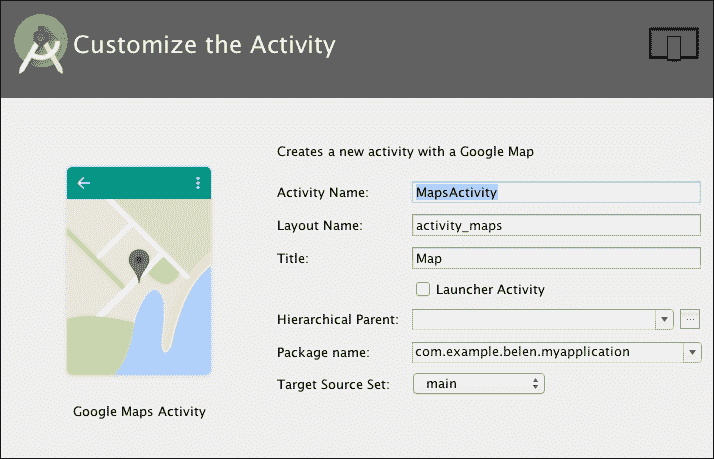 Customize the Activity
Creates a new activity with a Google Map
Activity Name: MapsActivity
Layout Name: activity_maps
Title: Map
Launcher Activity
Hierarchical Parent: ...
Package name: com.example.belen.myapplication
Target Source Set: main
Google Maps Activity